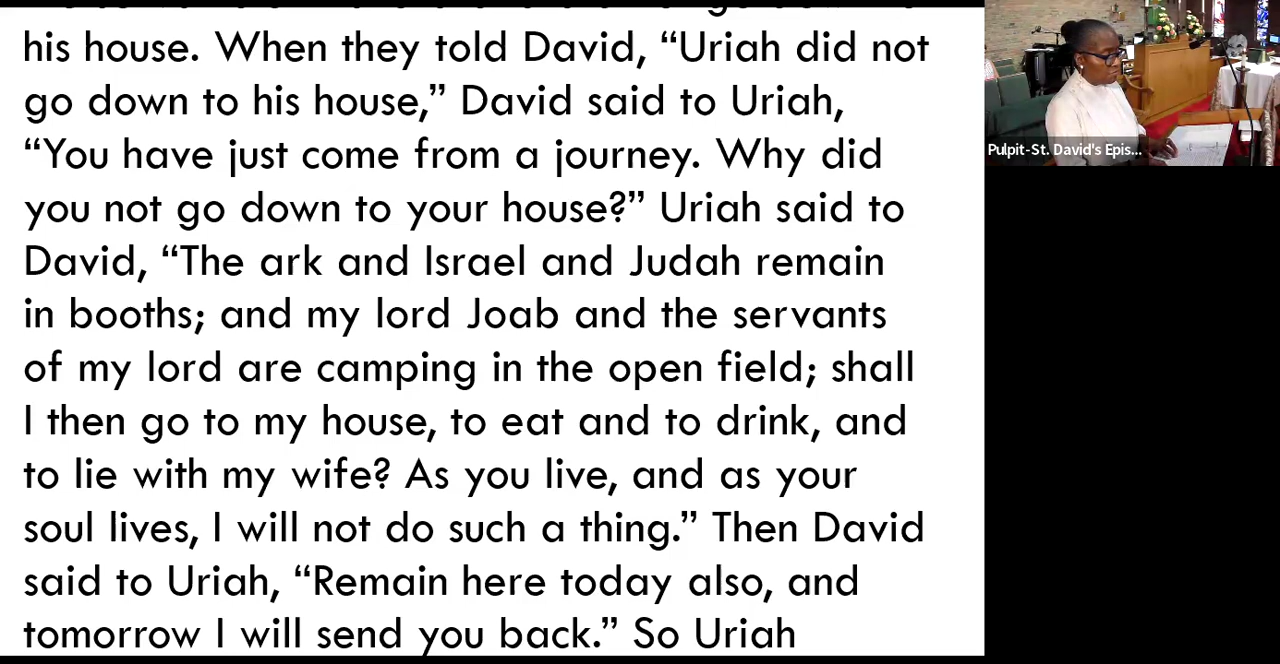 his house. When they told David, “Uriah did not
go down to his house,” David said to Uriah,
“You have just come from a journey. Why did
you not go down to your house?” Uriah said to
David, “The ark and Israel and Judah remain
in booths; and my lord Joab and the servants
of my lord are camping in the open field; shall
I then go to my house, to eat and to drink, and
to lie with my wife? As you live, and as your
soul lives, I will not do such a thing.” Then David
said to Uriah, “Remain here today also, and
tomorrow I will send you back.” So Uriah
Pulpit-St. David's Epis...